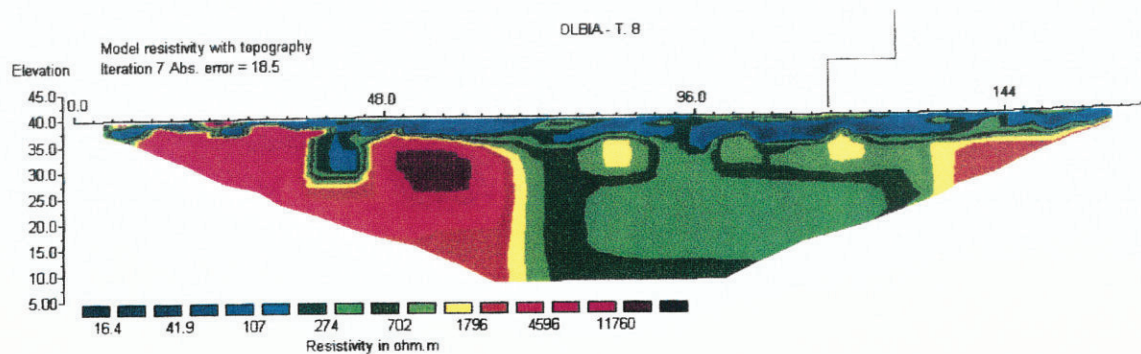 OLBIA - T. 8
Model resistivity with topography
Iteration 7 Abs. error = 18.5
Elevation
45.0
0.0 48.0 96.0 144
40.0
35.0
30.0
25.0
20.0
15.0
10.0
5.00
16.4 41.9 107 274 702 1796 4596 11760
Resistivity in ohm.m